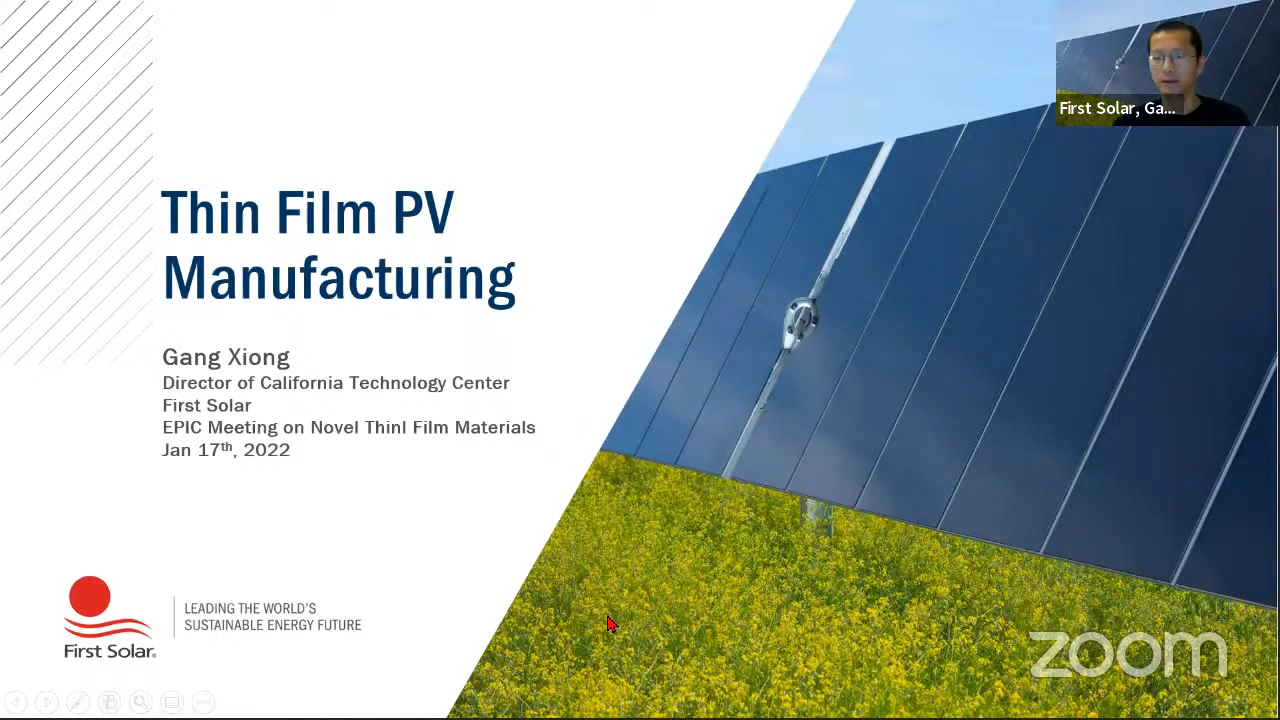 First Solar, Ga...
Thin Film PV
Manufacturing
Gang Xiong
Director of California Technology Center
First Solar
EPIC Meeting on Novel Thinl Film Materials
Jan 17th, 2022
First Solar.
LEADING THE WORLD'S
SUSTAINABLE ENERGY FUTURE
zoom